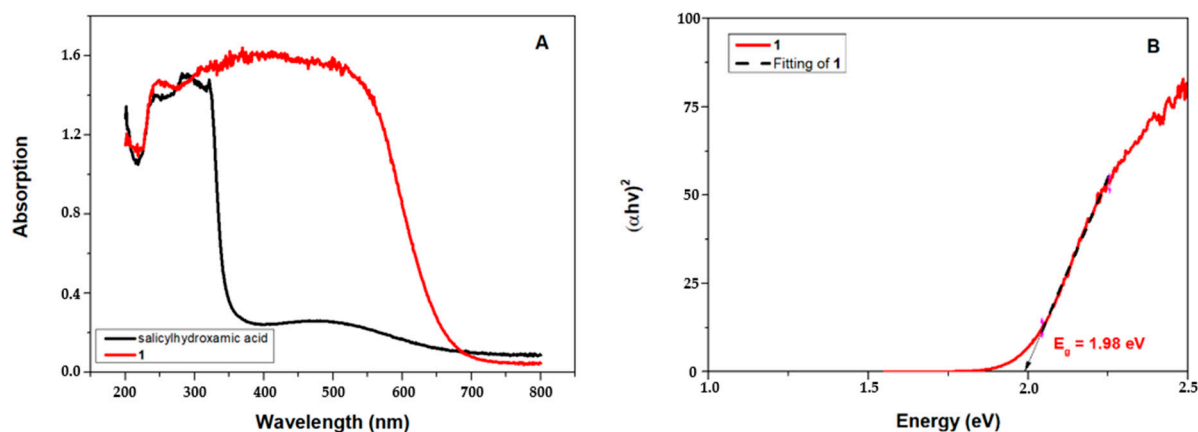 A
1.6
1.2
0.8
0.4
0.0
Absorption
salicylhydroxamic acid
1
200 300 400 500 600 700 800
Wavelength (nm)
B
100
75
50
25
0
(αhν)²
1
Fitting of 1
E_g = 1.98 eV
1.0 1.5 2.0 2.5
Energy (eV)